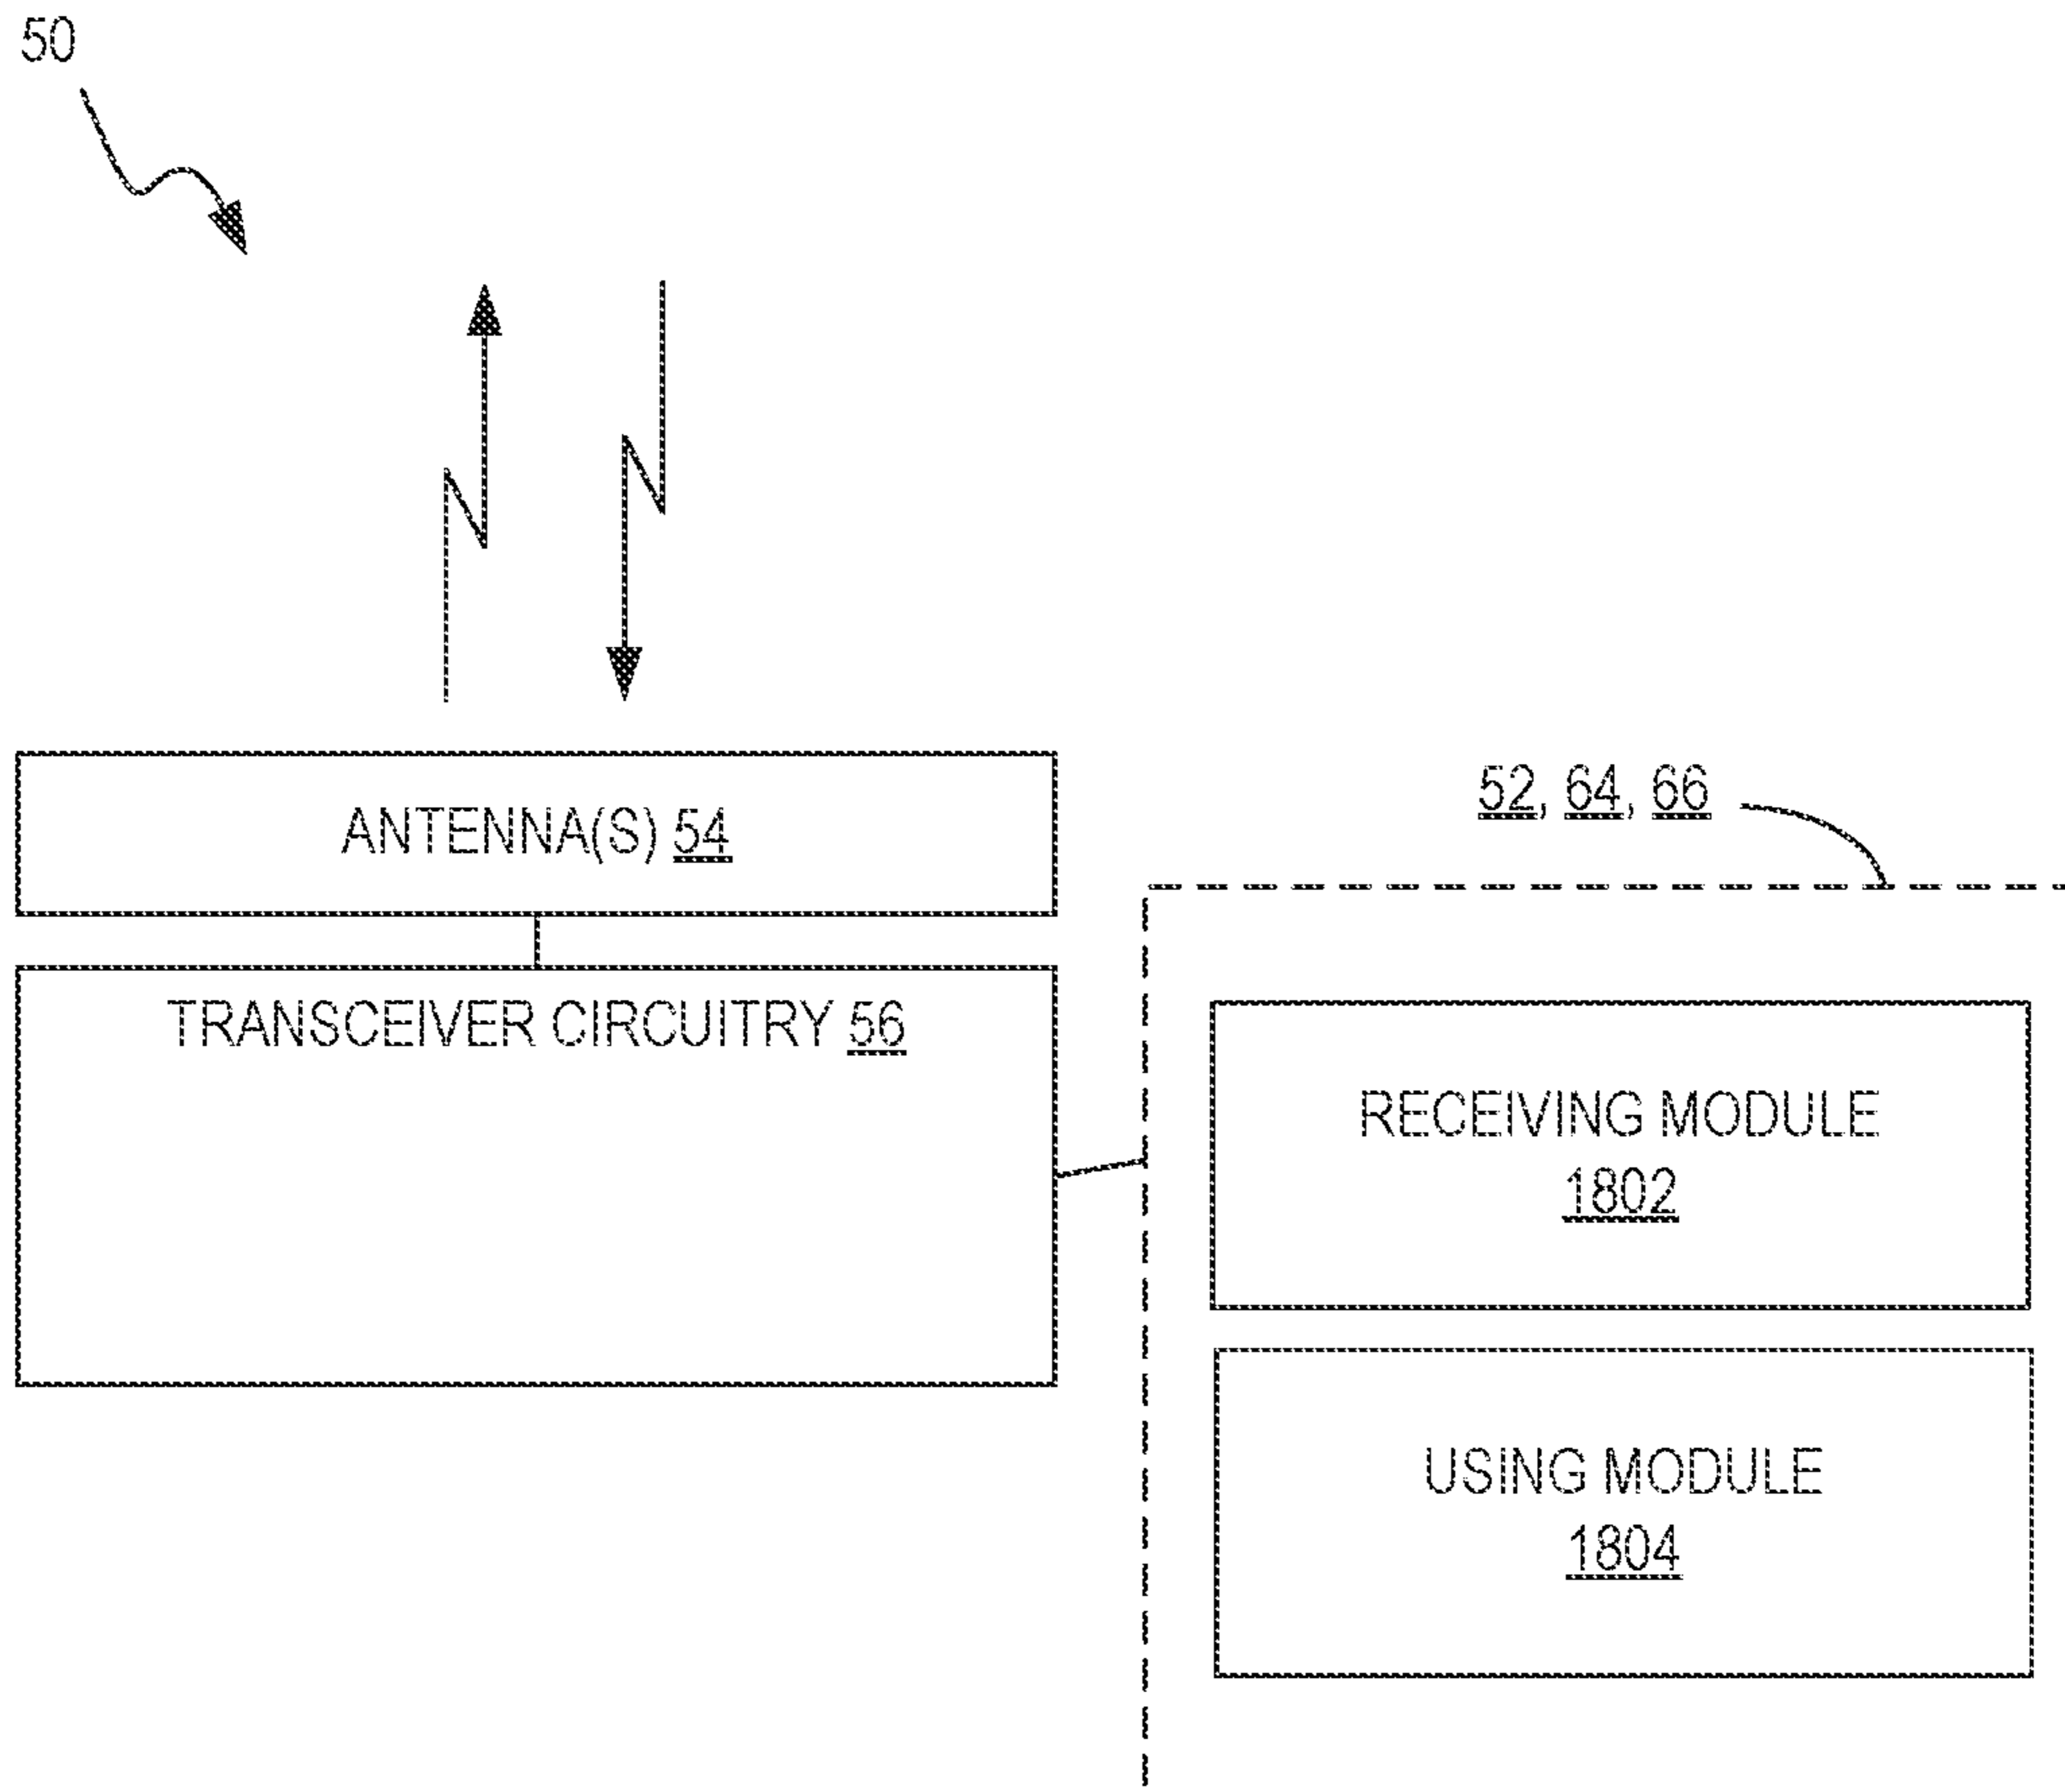 50
ANTENNA(S) 54
52, 64, 66
TRANSCEIVER CIRCUITRY 56
RECEIVING MODULE
1802
USING MODULE
1804